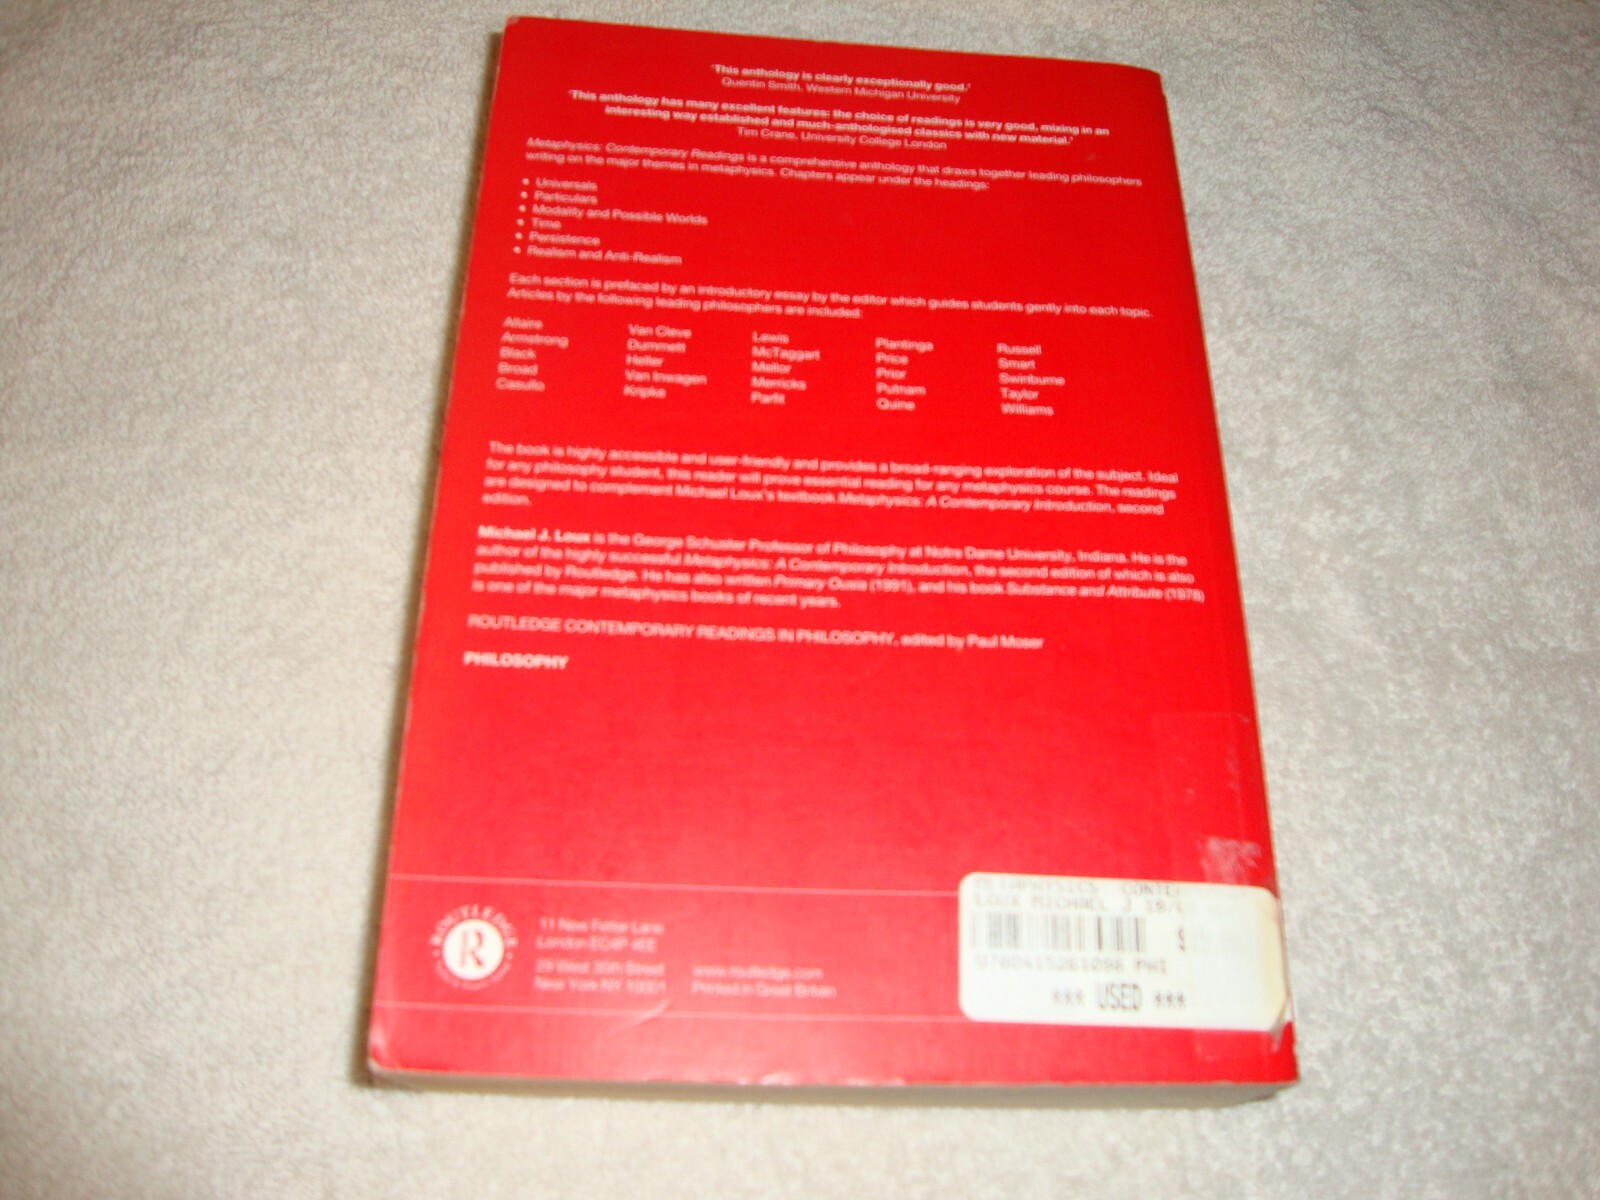 'This anthology is clearly exceptionally good.'
Quentin Smith, Western Michigan University
'This anthology has many excellent features: the choice of readings is very good, mixing in an
interesting way established and much-anthologised classics with new material.'
Tim Crane, University College London
Metaphysics: Contemporary Readings is a comprehensive anthology that draws together leading philosophers
writing on the major themes in metaphysics. Chapters appear under the headings:
• Universals
• Particulars
• Modality and Possible Worlds
• Time
• Persistence
• Realism and Anti-Realism
Each section is prefaced by an introductory essay by the editor which guides students gently into each topic.
Articles by the following leading philosophers are included:
Allaire
Armstrong
Black
Broad
Casullo
Van Cleve
Dummett
Heller
Van Inwagen
Kripke
Lewis
McTaggart
Mellor
Merricks
Parfit
Plantinga
Price
Prior
Putnam
Quine
Russell
Smart
Swinburne
Taylor
Williams
The book is highly accessible and user-friendly and provides a broad-ranging exploration of the subject. Ideal
for any philosophy student, this reader will prove essential reading for any metaphysics course. The readings
are designed to complement Michael Loux's textbook Metaphysics: A Contemporary Introduction, second
edition.
Michael J. Loux is the George Schuster Professor of Philosophy at Notre Dame University, Indiana. He is the
author of the highly successful Metaphysics: A Contemporary Introduction, the second edition of which is also
published by Routledge. He has also written Primary Ousia (1991), and his book Substance and Attribute (1978)
is one of the major metaphysics books of recent years.
ROUTLEDGE CONTEMPORARY READINGS IN PHILOSOPHY, edited by Paul Moser
PHILOSOPHY
ROUTLEDGE
R
11 New Fetter Lane
London EC4P 4EE
29 West 35th Street
New York NY 10001
www.routledge.com
Printed in Great Britain
METAPHYSICS CONTE
LOUX MICHAEL J
$
9780415261098 PHI
*** USED ***